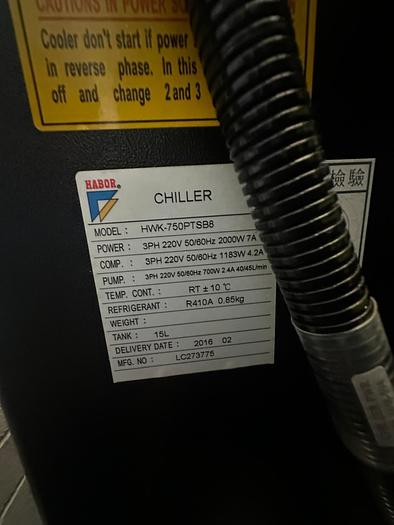 CAUTIONS IN POWER
Cooler don't start if power
in reverse phase. In this
off and change 2 and 3
HABOR®
CHILLER
檢驗
MODEL : HWK-750PTSB8
POWER : 3PH 220V 50/60Hz 2000W 7A
COMP. : 3PH 220V 50/60Hz 1183W 4.2A
PUMP. : 3PH 220V 50/60Hz 700W 2.4A 40/45L/min
TEMP. CONT. : RT ± 10 ℃
REFRIGERANT : R410A 0.85kg
WEIGHT :
TANK : 15L
DELIVERY DATE : 2016 02
MFG. NO : LC273775